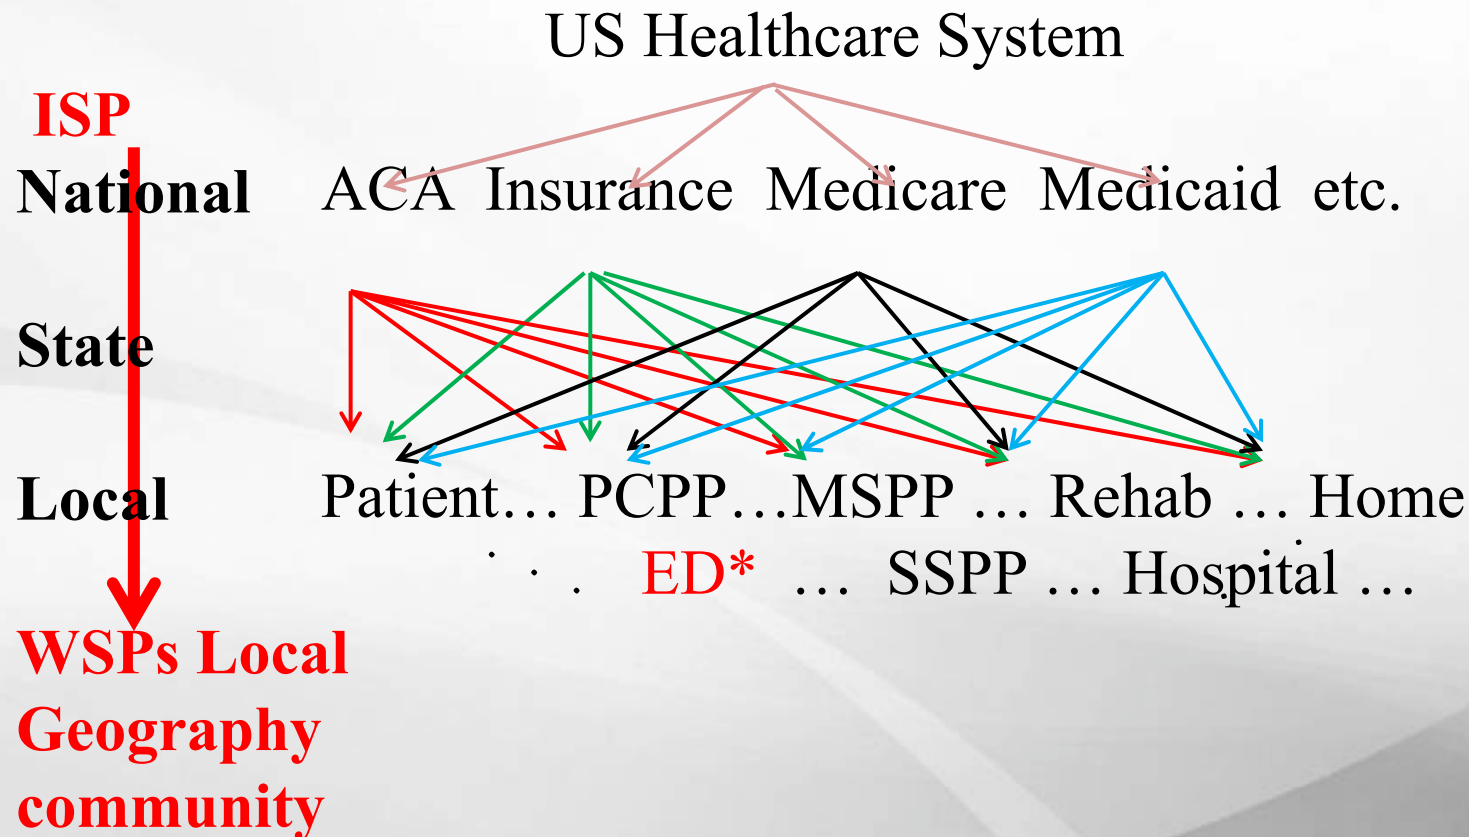 US Healthcare System
ISP
National ACA Insurance Medicare Medicaid etc.
State
Local Patient… PCPP…MSPP … Rehab … Home
. . . ED* … SSPP … Hospital …
WSPs Local
Geography
community